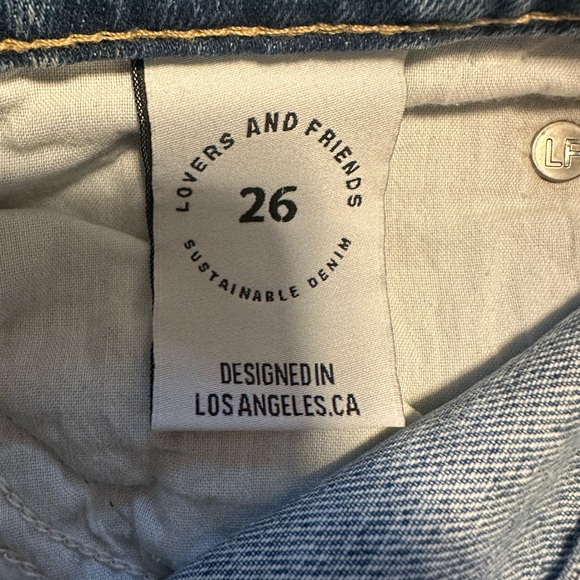 LOVERS AND FRIENDS
26
SUSTAINABLE DENIM
DESIGNED IN
LOS ANGELES.CA
LF